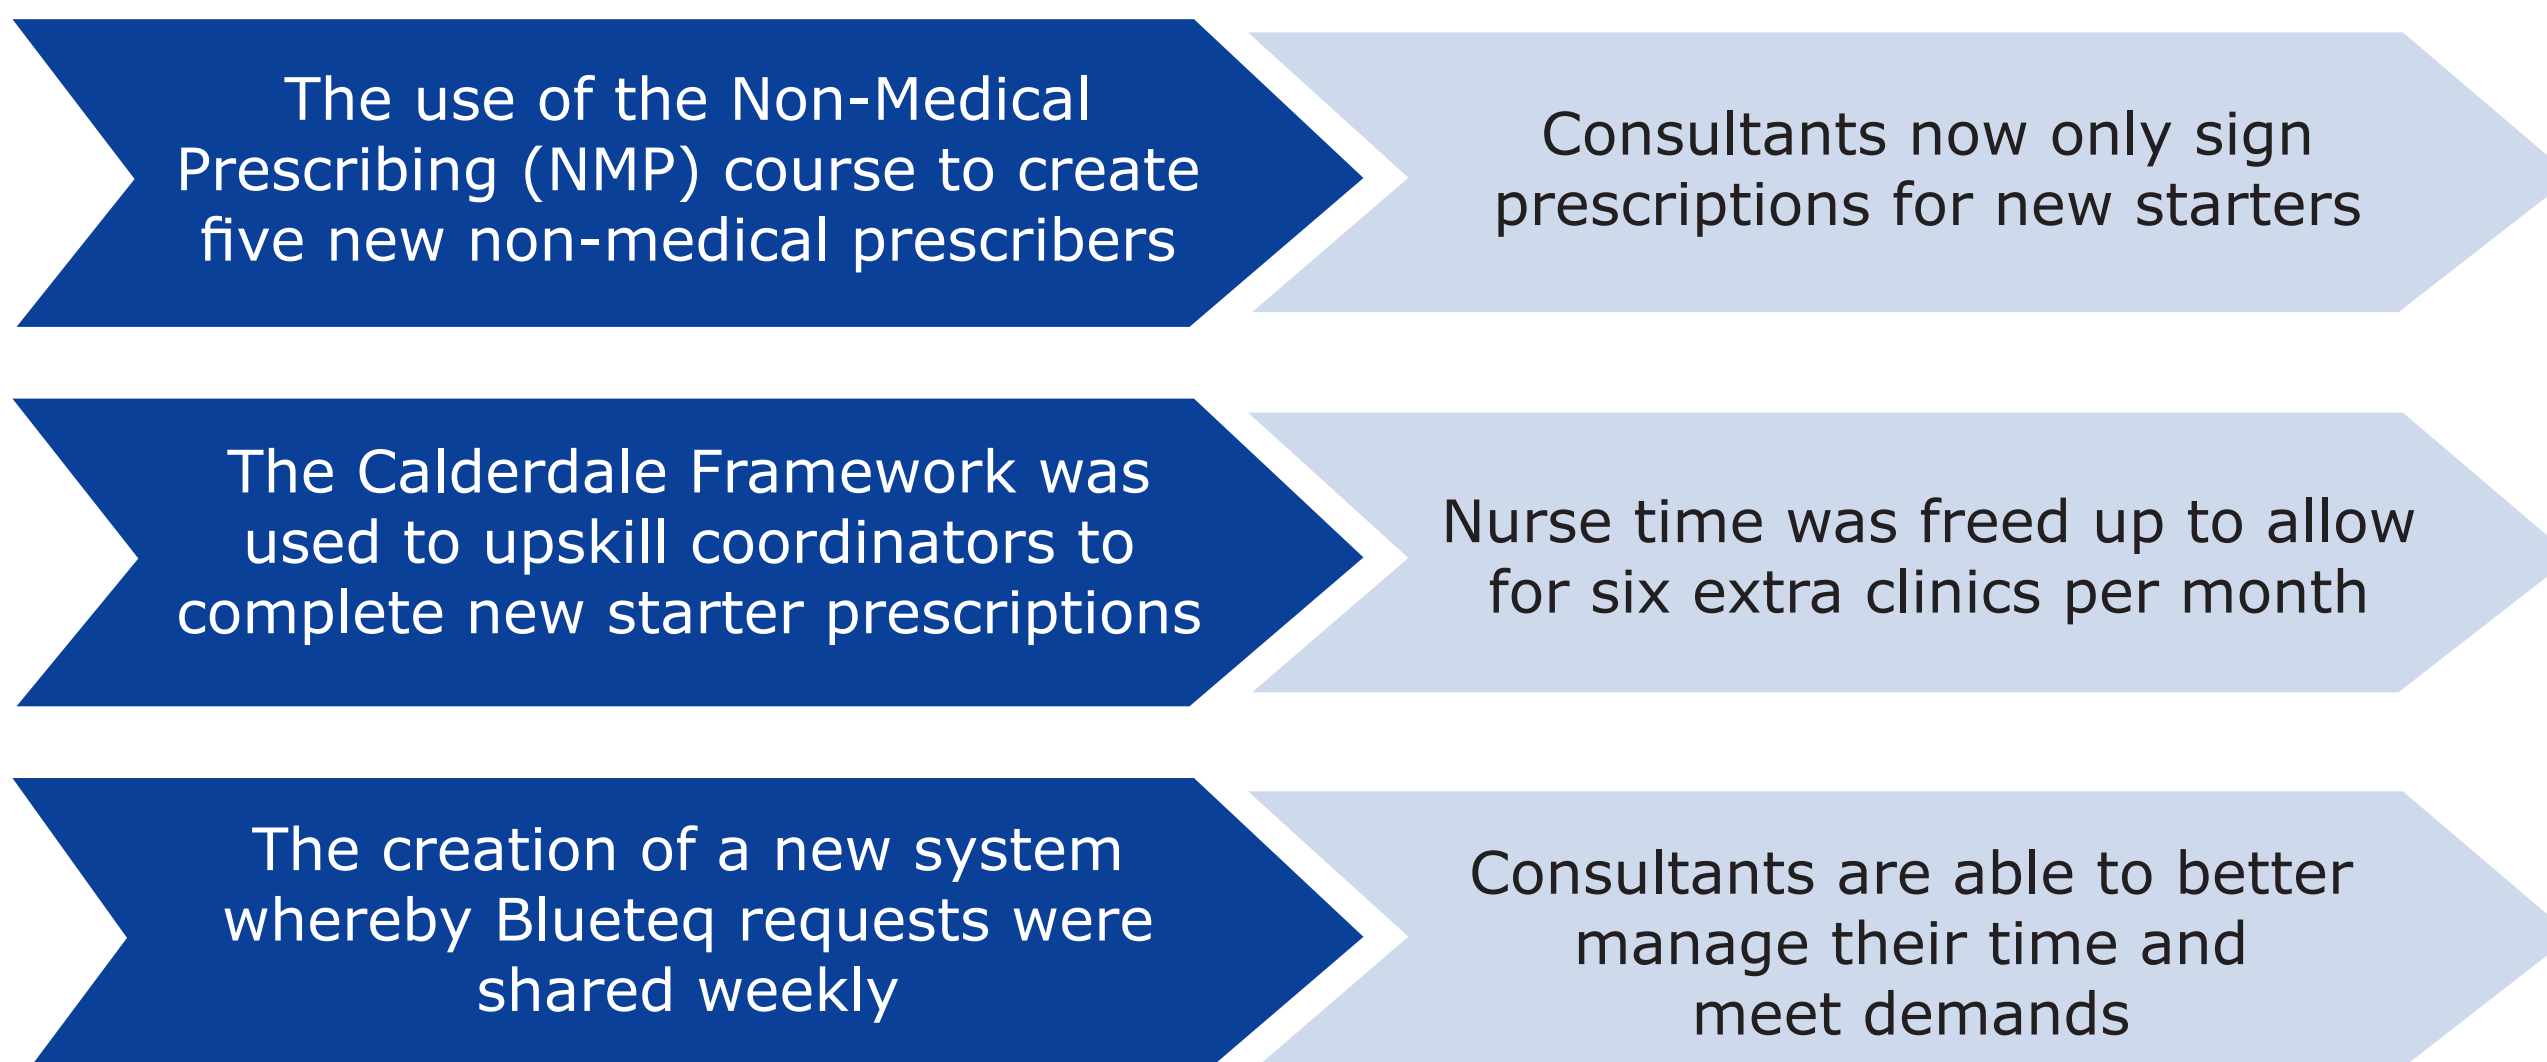 The use of the Non-Medical
Prescribing (NMP) course to create
five new non-medical prescribers
Consultants now only sign
prescriptions for new starters
The Calderdale Framework was
used to upskill coordinators to
complete new starter prescriptions
Nurse time was freed up to allow
for six extra clinics per month
The creation of a new system
whereby Blueteq requests were
shared weekly
Consultants are able to better
manage their time and
meet demands